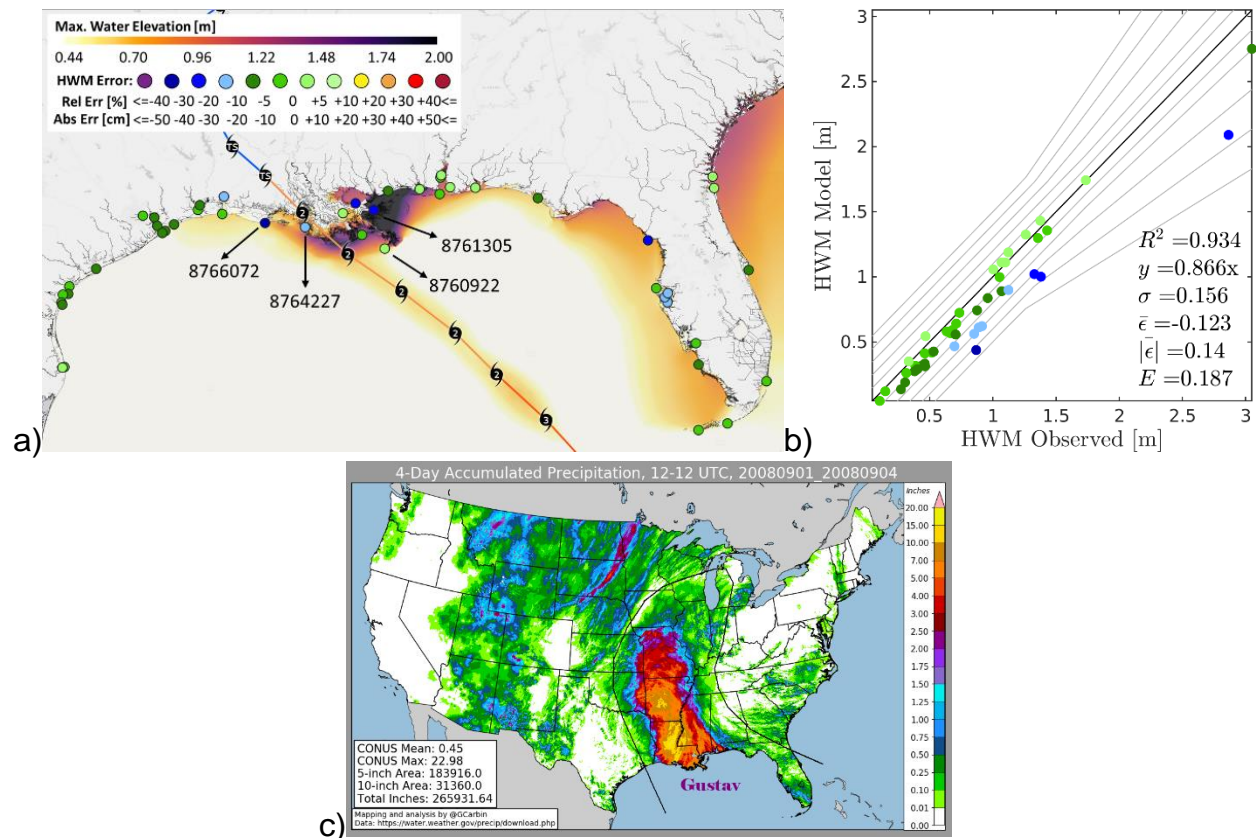 Max. Water Elevation [m]
0.44 0.70 0.96 1.22 1.48 1.74 2.00
HWM Error:
Rel Err [%] <=-40 -30 -20 -10 -5 0 +5 +10 +20 +30 +40<=
Abs Err [cm] <=-50 -40 -30 -20 -10 0 +10 +20 +30 +40 +50<=
TS
TS
2
8761305
2
8766072
8760922
8764227
2
2
2
3
a)
HWM Model [m]
3
2.5
2
1.5
1
0.5
R² =0.934
y =0.866x
σ =0.156
ε̄ =-0.123
|ε̄| =0.14
E =0.187
0.5 1 1.5 2 2.5 3
HWM Observed [m]
b)
4-Day Accumulated Precipitation, 12-12 UTC, 20080901_20080904
Inches
20.00
15.00
10.00
7.00
5.00
4.00
3.00
2.50
2.00
1.75
1.50
1.25
1.00
0.75
0.50
0.25
0.10
0.01
0.00
CONUS Mean: 0.45
CONUS Max: 22.98
5-inch Area: 183916.0
10-inch Area: 31360.0
Total Inches: 265931.64
Gustav
Mapping and analysis by @GCarbin
Data: https://water.weather.gov/precip/download.php
c)